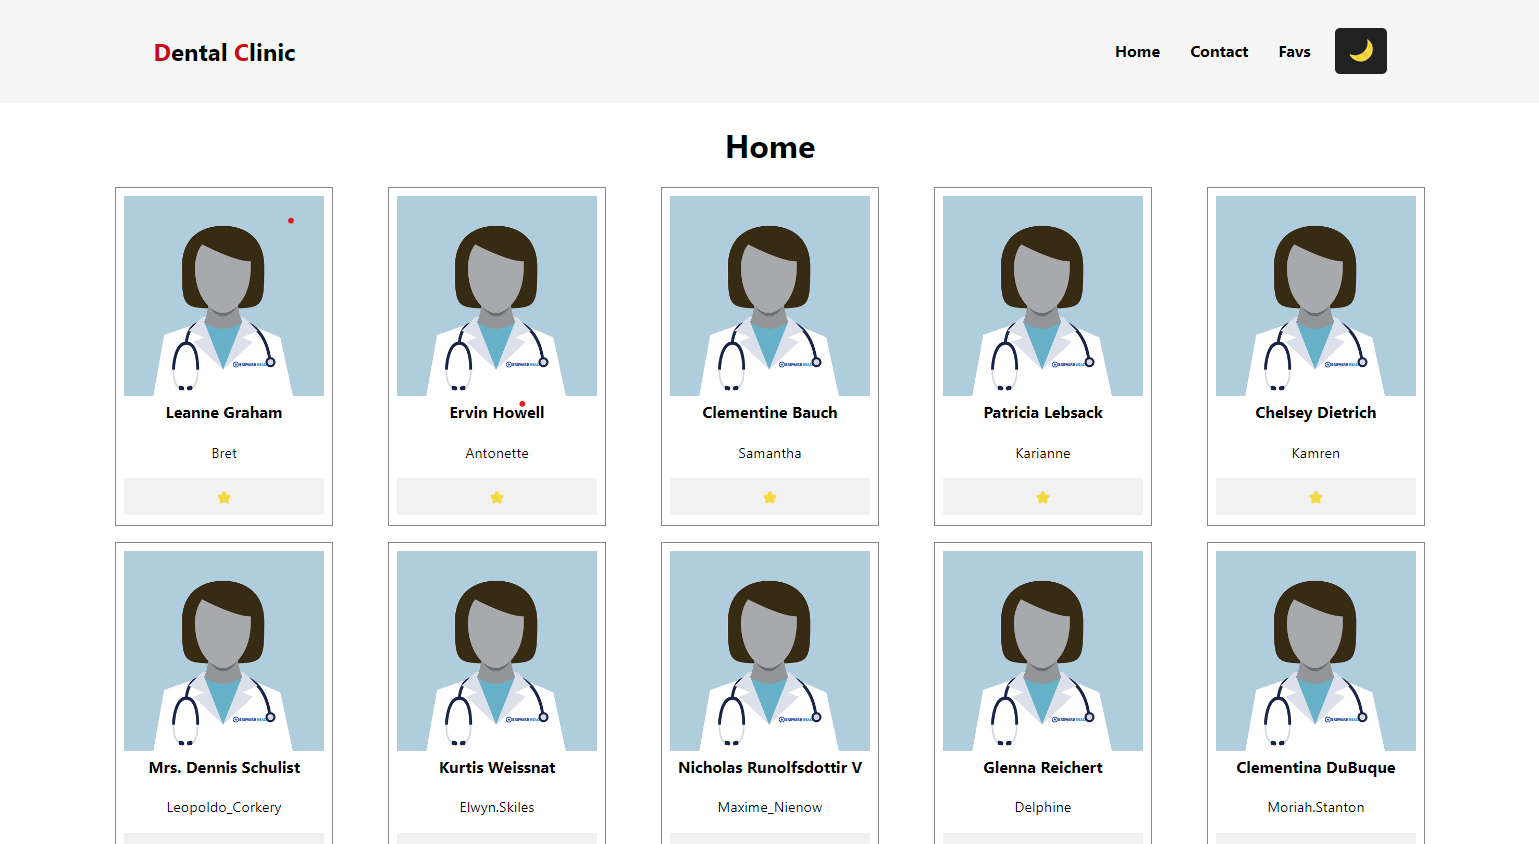 Dental Clinic
Home Contact Favs
Home
Leanne Graham Ervin Howell Clementine Bauch Patricia Lebsack Chelsey Dietrich
Bret Antonette Samantha Karianne Kamren
Mrs. Dennis Schulist Kurtis Weissnat Nicholas Runolfsdottir V Glenna Reichert Clementina DuBuque
Leopoldo_Corkery Elwyn.Skiles Maxime_Nienow Delphine Moriah.Stanton